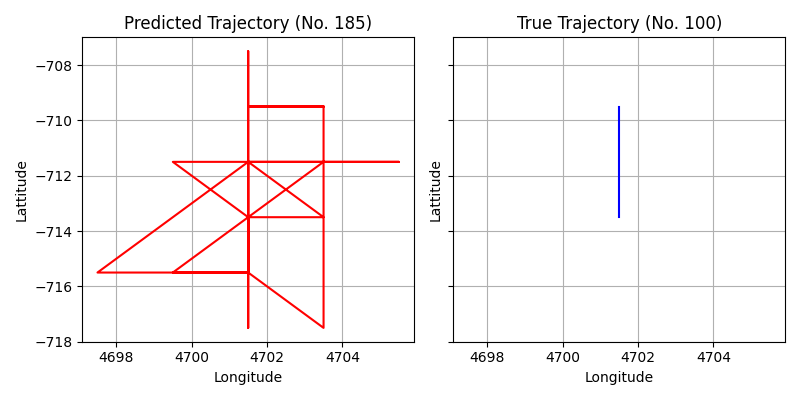 Predicted Trajectory (No. 185)
True Trajectory (No. 100)
−708
−710
−712
−714
−716
−718
Lattitude
Lattitude
4698 4700 4702 4704
4698 4700 4702 4704
Longitude
Longitude